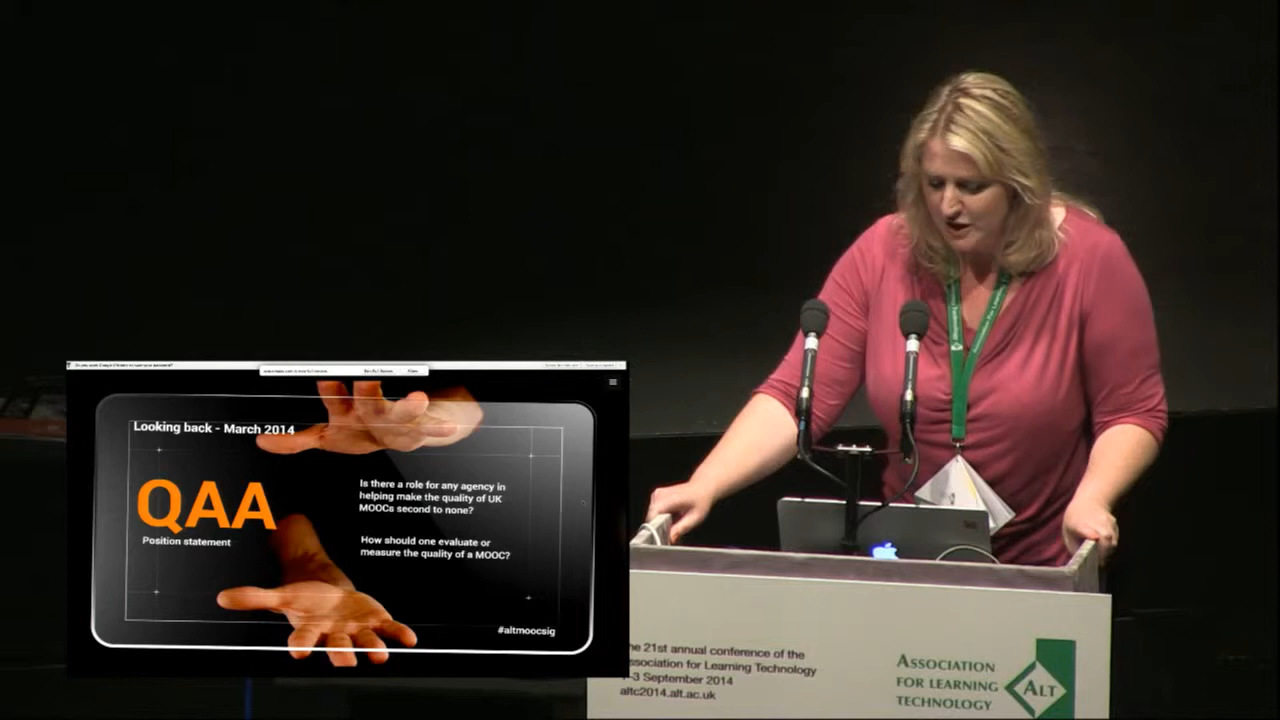 Looking back - March 2014
QAA
Position statement
Is there a role for any agency in
helping make the quality of UK
MOOCs second to none?
How should one evaluate or
measure the quality of a MOOC?
#altmoocsig
he 21st annual conference of the
ssociation for Learning Technology
-3 September 2014
altc2014.alt.ac.uk
ASSOCIATION
FOR LEARNING
TECHNOLOGY
ALT